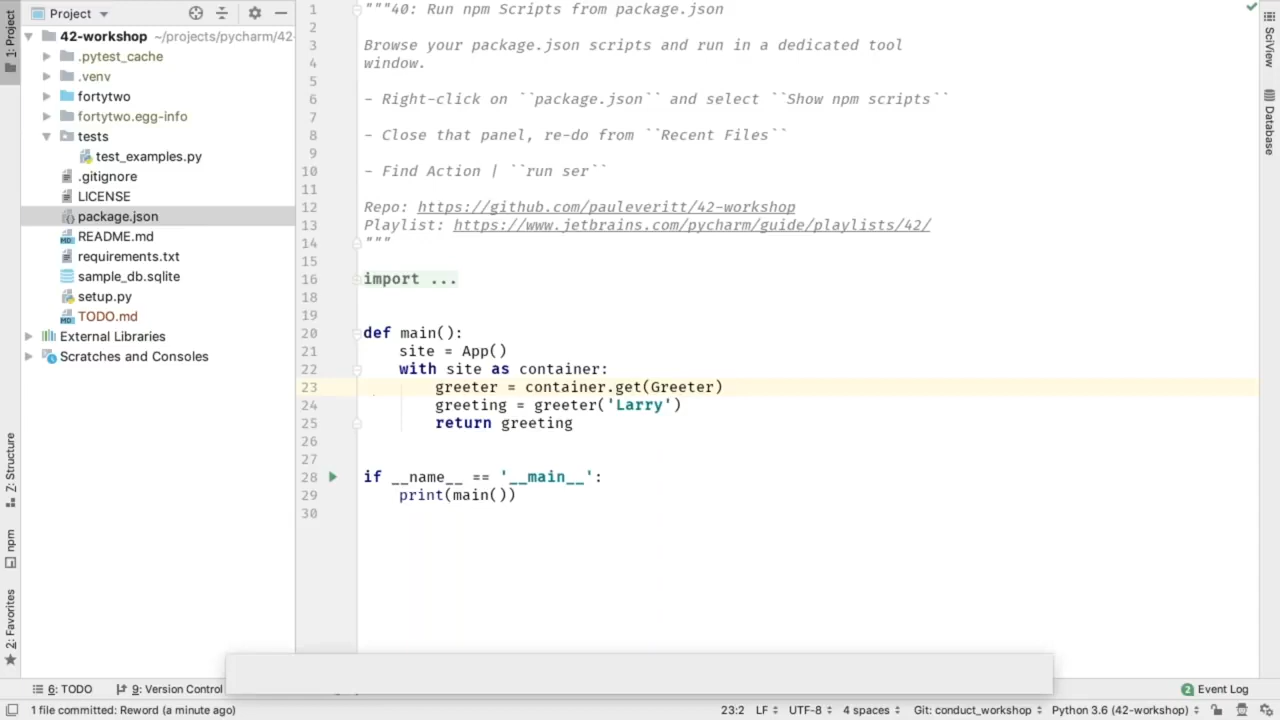 Project
42-workshop ~/projects/pycharm/42-
.pytest_cache
.venv
fortytwo
fortytwo.egg-info
tests
test_examples.py
.gitignore
LICENSE
package.json
README.md
requirements.txt
sample_db.sqlite
setup.py
TODO.md
External Libraries
Scratches and Consoles
1: Project
Z: Structure
npm
2: Favorites
1 """40: Run npm Scripts from package.json
2
3 Browse your package.json scripts and run in a dedicated tool
4 window.
5
6 - Right-click on ``package.json`` and select ``Show npm scripts``
7
8 - Close that panel, re-do from ``Recent Files``
9
10 - Find Action | ``run ser``
11
12 Repo: https://github.com/pauleveritt/42-workshop
13 Playlist: https://www.jetbrains.com/pycharm/guide/playlists/42/
14 """
15
16 import ...
18
19
20 def main():
21 site = App()
22 with site as container:
23 greeter = container.get(Greeter)
24 greeting = greeter('Larry')
25 return greeting
26
27
28 if __name__ == '__main__':
29 print(main())
30
SciView
Database
6: TODO 9: Version Control
2 Event Log
1 file committed: Reword (a minute ago)
23:2 LF UTF-8 4 spaces Git: conduct_workshop Python 3.6 (42-workshop)